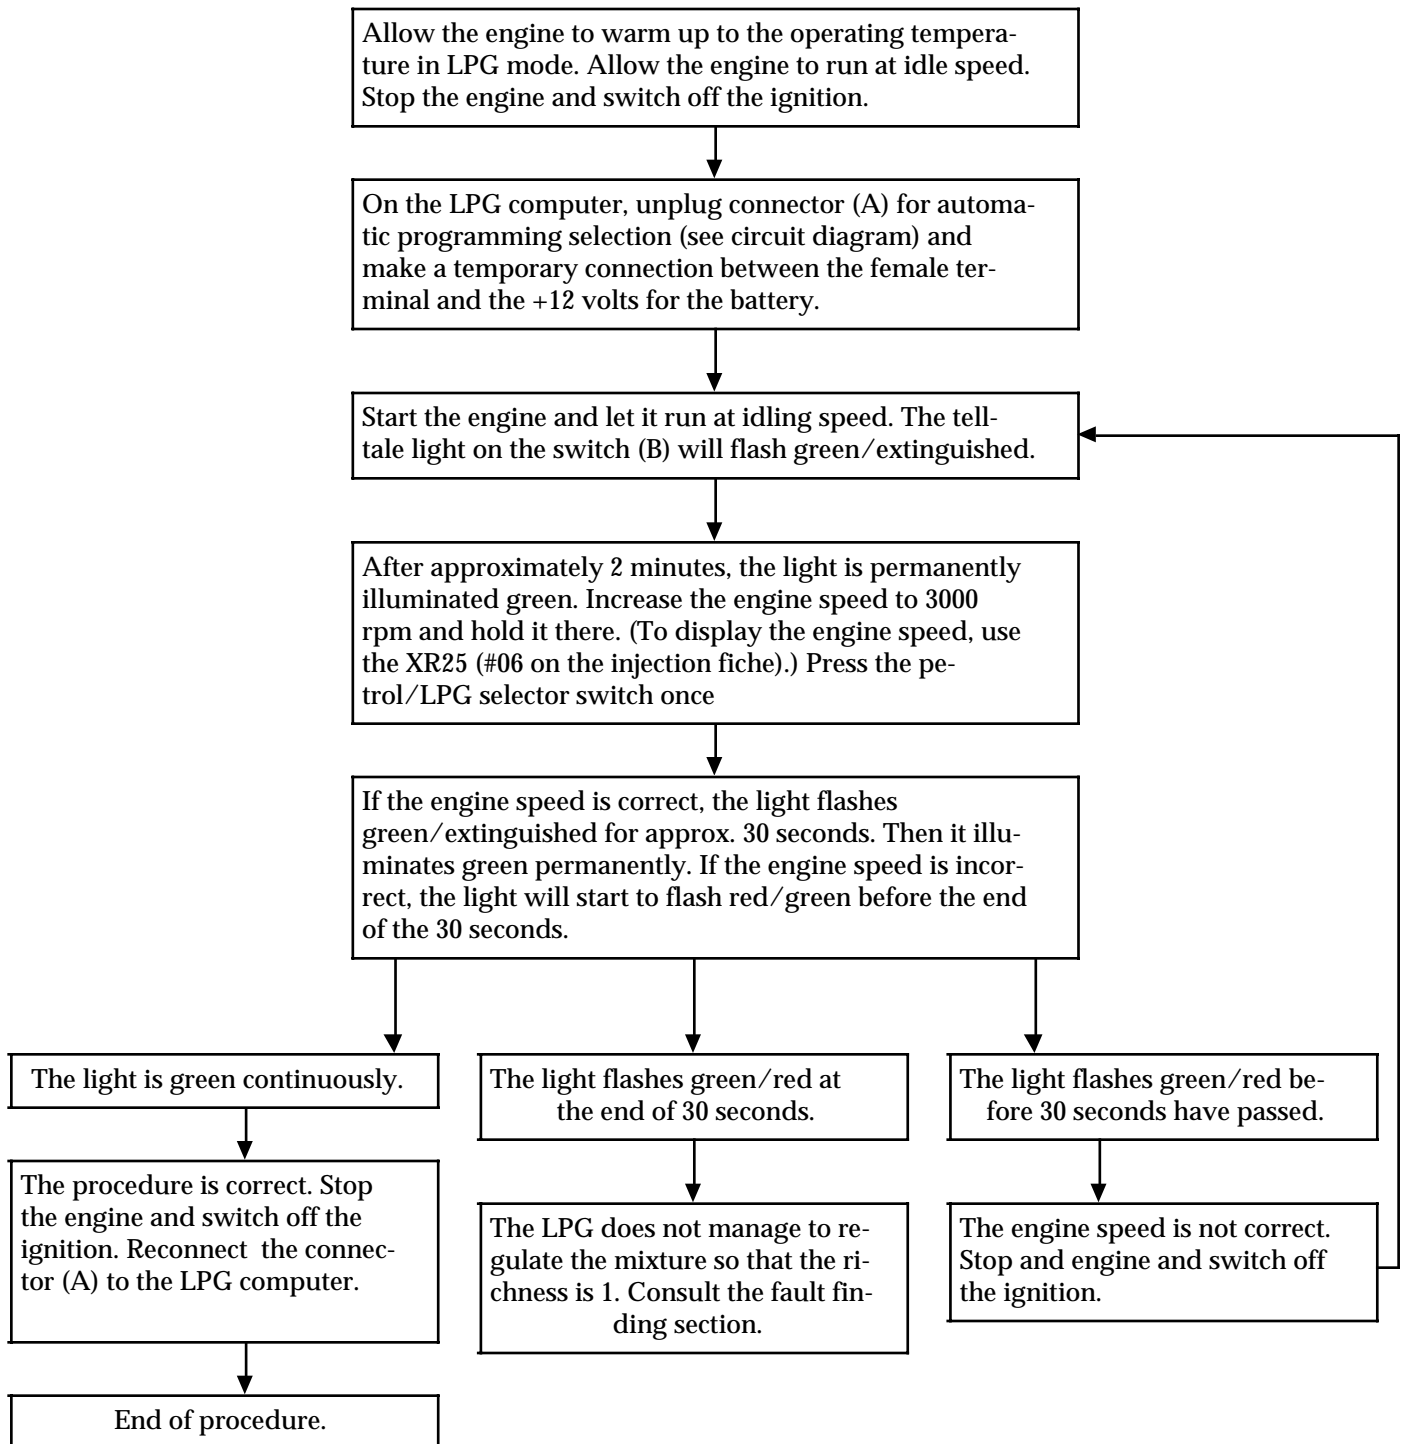 Allow the engine to warm up to the operating tempera-
ture in LPG mode. Allow the engine to run at idle speed.
Stop the engine and switch off the ignition.
On the LPG computer, unplug connector (A) for automa-
tic programming selection (see circuit diagram) and
make a temporary connection between the female ter-
minal and the +12 volts for the battery.
Start the engine and let it run at idling speed. The tell-
tale light on the switch (B) will flash green/extinguished.
After approximately 2 minutes, the light is permanently
illuminated green. Increase the engine speed to 3000
rpm and hold it there. (To display the engine speed, use
the XR25 (#06 on the injection fiche).) Press the pe-
trol/LPG selector switch once
If the engine speed is correct, the light flashes
green/extinguished for approx. 30 seconds. Then it illu-
minates green permanently. If the engine speed is incor-
rect, the light will start to flash red/green before the end
of the 30 seconds.
The light is green continuously.
The procedure is correct. Stop
the engine and switch off the
ignition. Reconnect the connec-
tor (A) to the LPG computer.
End of procedure.
The light flashes green/red at
the end of 30 seconds.
The LPG does not manage to re-
gulate the mixture so that the ri-
chness is 1. Consult the fault fin-
ding section.
The light flashes green/red be-
fore 30 seconds have passed.
The engine speed is not correct.
Stop and engine and switch off
the ignition.